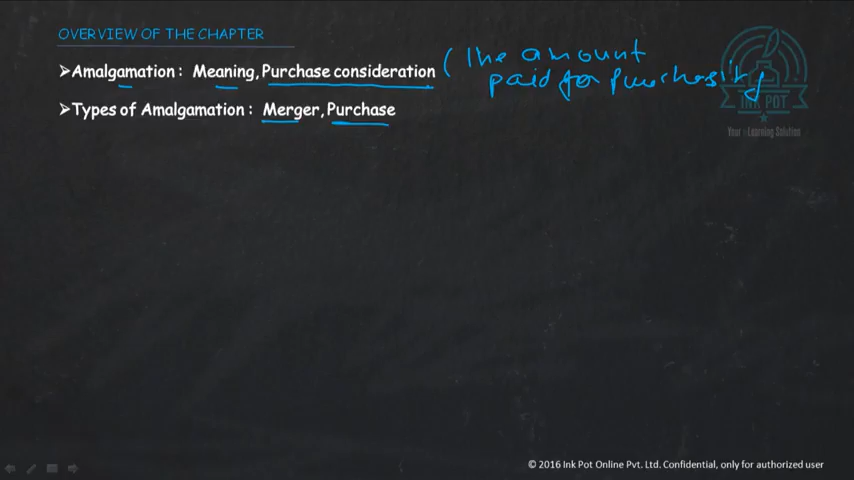 OVERVIEW OF THE CHAPTER
➢Amalgamation : Meaning, Purchase consideration (the amount
paid for purchasing
➢Types of Amalgamation : Merger, Purchase
INK POT
Your eLearning Solution
© 2016 Ink Pot Online Pvt. Ltd. Confidential, only for authorized user